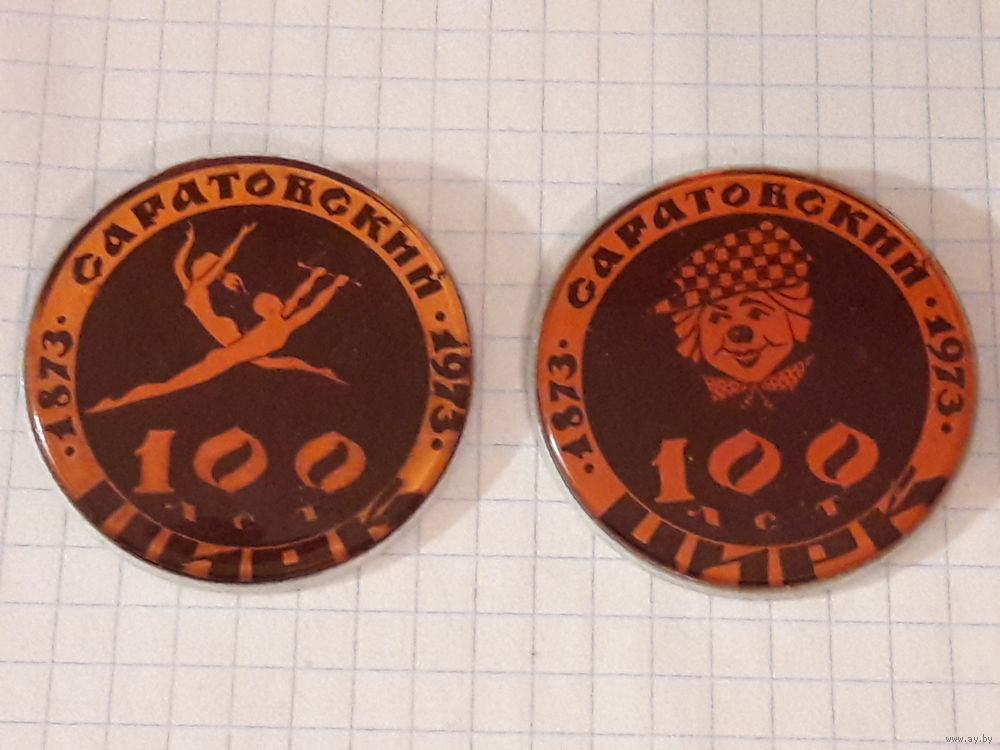 САРАТОВСКИЙ
· 1873 ·
· 1973 ·
100
ЛЕТ
ЦИРК
САРАТОВСКИЙ
· 1873 ·
· 1973 ·
100
ЛЕТ
ЦИРК
www.ay.by